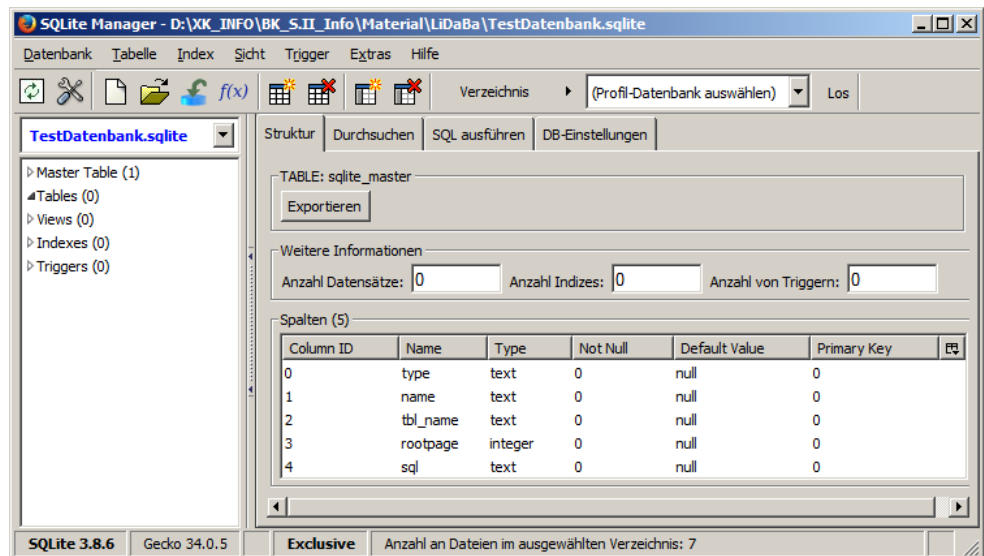 SQLite Manager - D:\XK_INFO\BK_S.II_Info\Material\LiDaBa\TestDatenbank.sqlite
Datenbank Tabelle Index Sicht Trigger Extras Hilfe
f(x) Verzeichnis (Profil-Datenbank auswählen) Los
TestDatenbank.sqlite
Master Table (1)
Tables (0)
Views (0)
Indexes (0)
Triggers (0)
Struktur Durchsuchen SQL ausführen DB-Einstellungen
TABLE: sqlite_master
Exportieren
Weitere Informationen
Anzahl Datensätze: 0 Anzahl Indizes: 0 Anzahl von Triggern: 0
Spalten (5)
Column ID Name Type Not Null Default Value Primary Key
0 type text 0 null 0
1 name text 0 null 0
2 tbl_name text 0 null 0
3 rootpage integer 0 null 0
4 sql text 0 null 0
SQLite 3.8.6 Gecko 34.0.5 Exclusive Anzahl an Dateien im ausgewählten Verzeichnis: 7